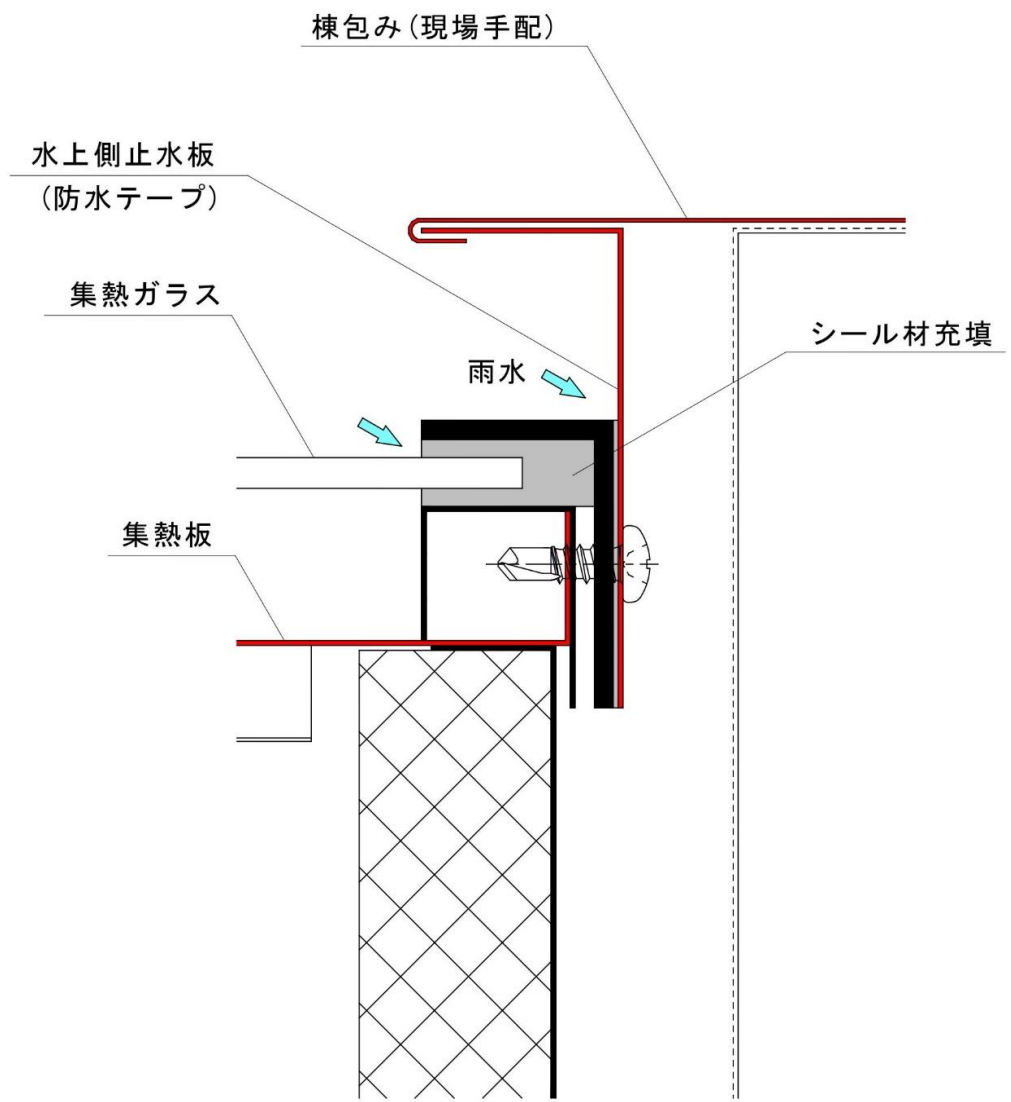 棟包み(現場手配)
水上側止水板
(防水テープ)
集熱ガラス
シール材充填
雨水
集熱板